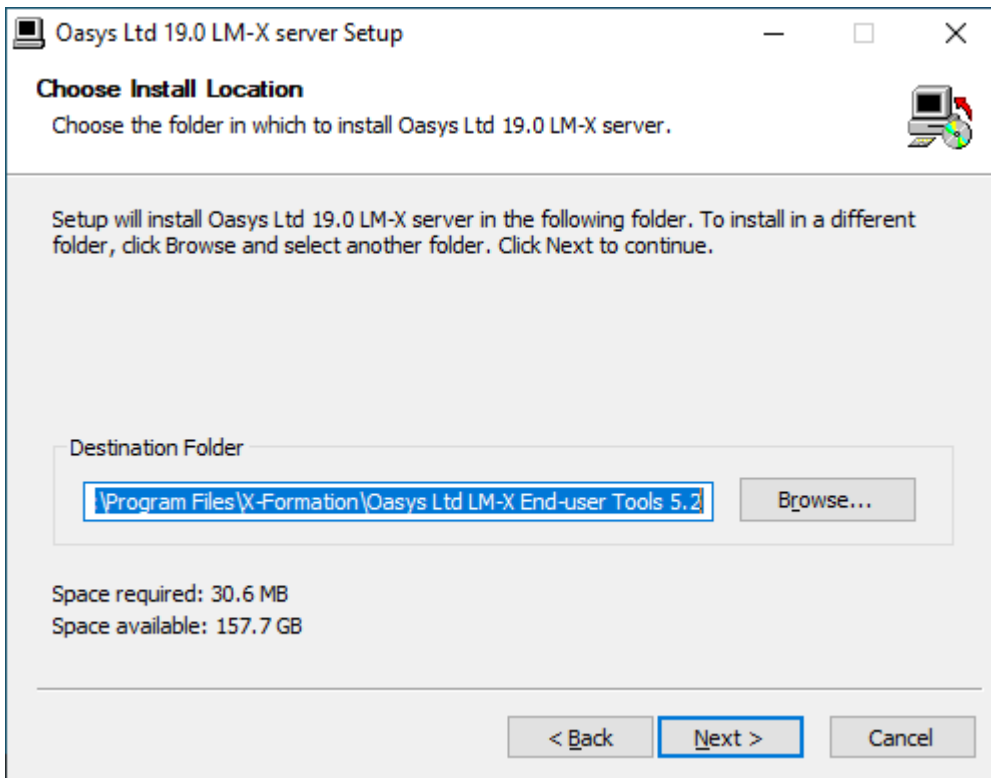 Oasys Ltd 19.0 LM-X server Setup
Choose Install Location
Choose the folder in which to install Oasys Ltd 19.0 LM-X server.
Setup will install Oasys Ltd 19.0 LM-X server in the following folder. To install in a different
folder, click Browse and select another folder. Click Next to continue.
Destination Folder
:\Program Files\X-Formation\Oasys Ltd LM-X End-user Tools 5.2
Browse...
Space required: 30.6 MB
Space available: 157.7 GB
< Back
Next >
Cancel